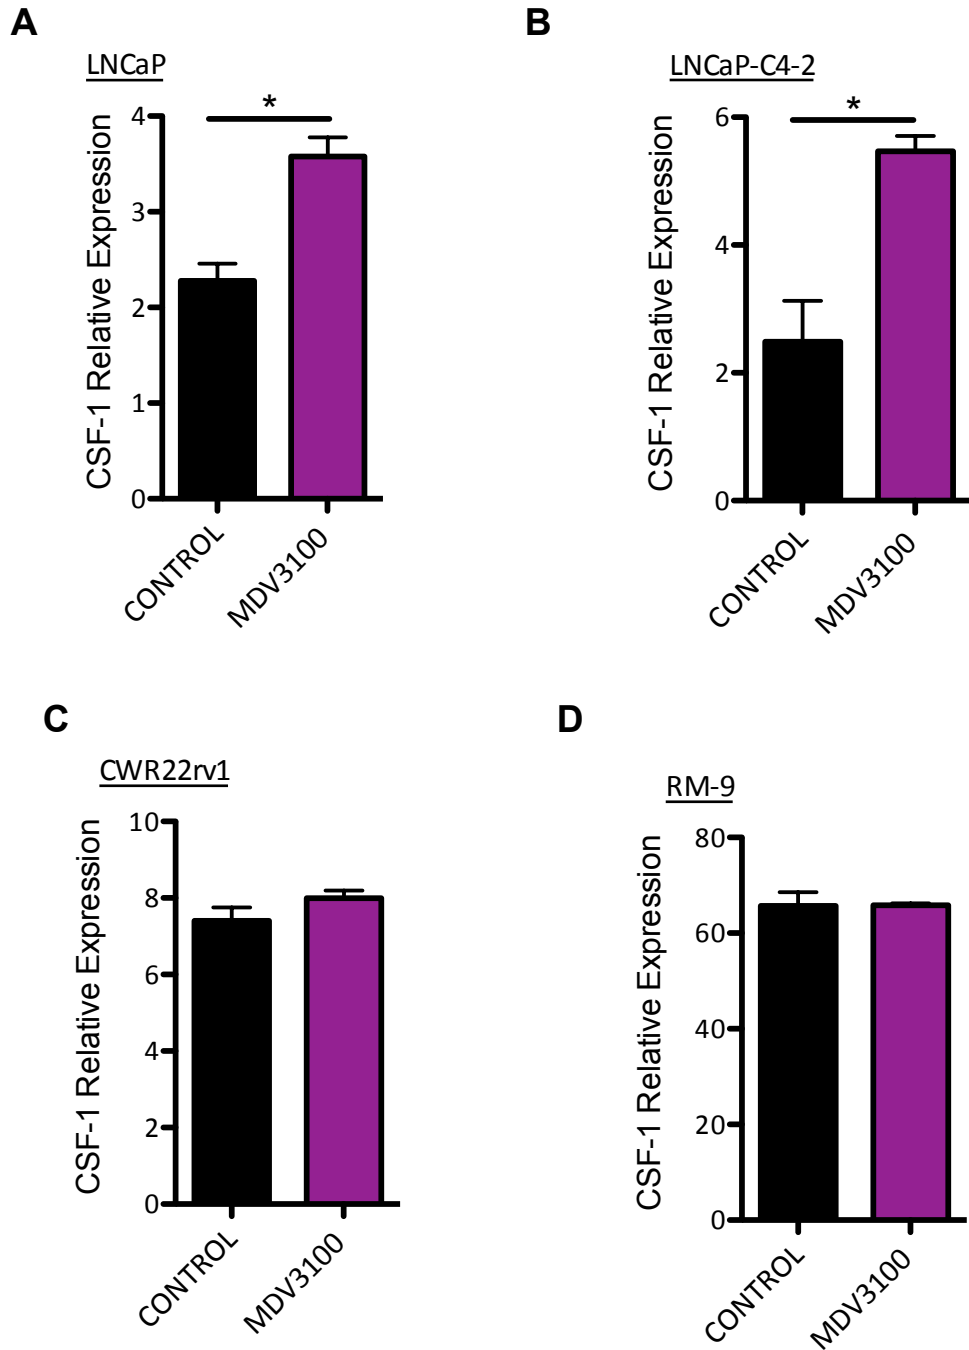 A
LNCaP
*
CSF-1 Relative Expression
4
3
2
1
0
CONTROL
MDV3100
B
LNCaP-C4-2
*
CSF-1 Relative Expression
6
4
2
0
CONTROL
MDV3100
C
CWR22rv1
CSF-1 Relative Expression
10
8
6
4
2
0
CONTROL
MDV3100
D
RM-9
CSF-1 Relative Expression
80
60
40
20
0
CONTROL
MDV3100